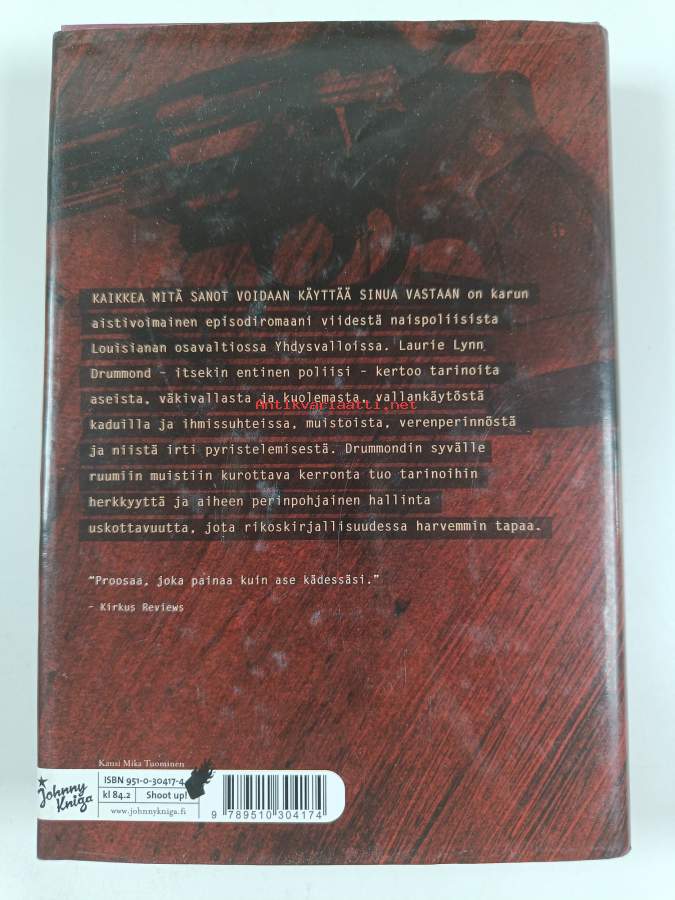 KAIKKEA MITÄ SANOT VOIDAAN KÄYTTÄÄ SINUA VASTAAN on karun
aistivoimainen episodiromaani viidestä naispoliisista
Louisianan osavaltiossa Yhdysvalloissa. Laurie Lynn
Drummond – itsekin entinen poliisi – kertoo tarinoita
aseista, väkivallasta ja kuolemasta, vallankäytöstä
Antikvariaatti.net
kaduilla ja ihmissuhteissa, muistoista, verenperinnöstä
ja niistä irti pyristelemisestä. Drummondin syvälle
ruumiin muistiin kurottava kerronta tuo tarinoihin
herkkyyttä ja aiheen perinpohjainen hallinta
uskottavuutta, jota rikoskirjallisuudessa harvemmin tapaa.
"Proosaa, joka painaa kuin ase kädessäsi."
– Kirkus Reviews
Kansi Mika Tuominen
Johnny
Kniga
ISBN 951-0-30417-4
kl 84.2 Shoot up!
www.johnnykniga.fi
9 789510 304174